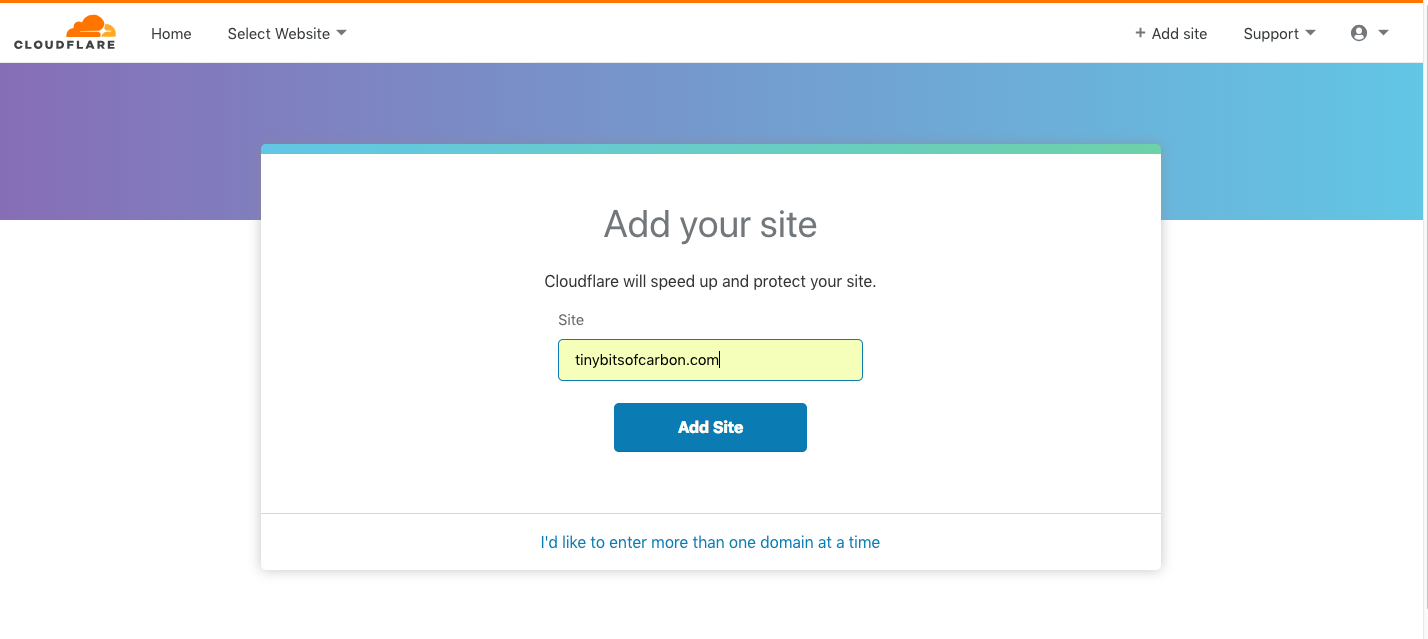 CLOUDFLARE Home Select Website + Add site Support
Add your site
Cloudflare will speed up and protect your site.
Site
tinybitsofcarbon.com
Add Site
I'd like to enter more than one domain at a time